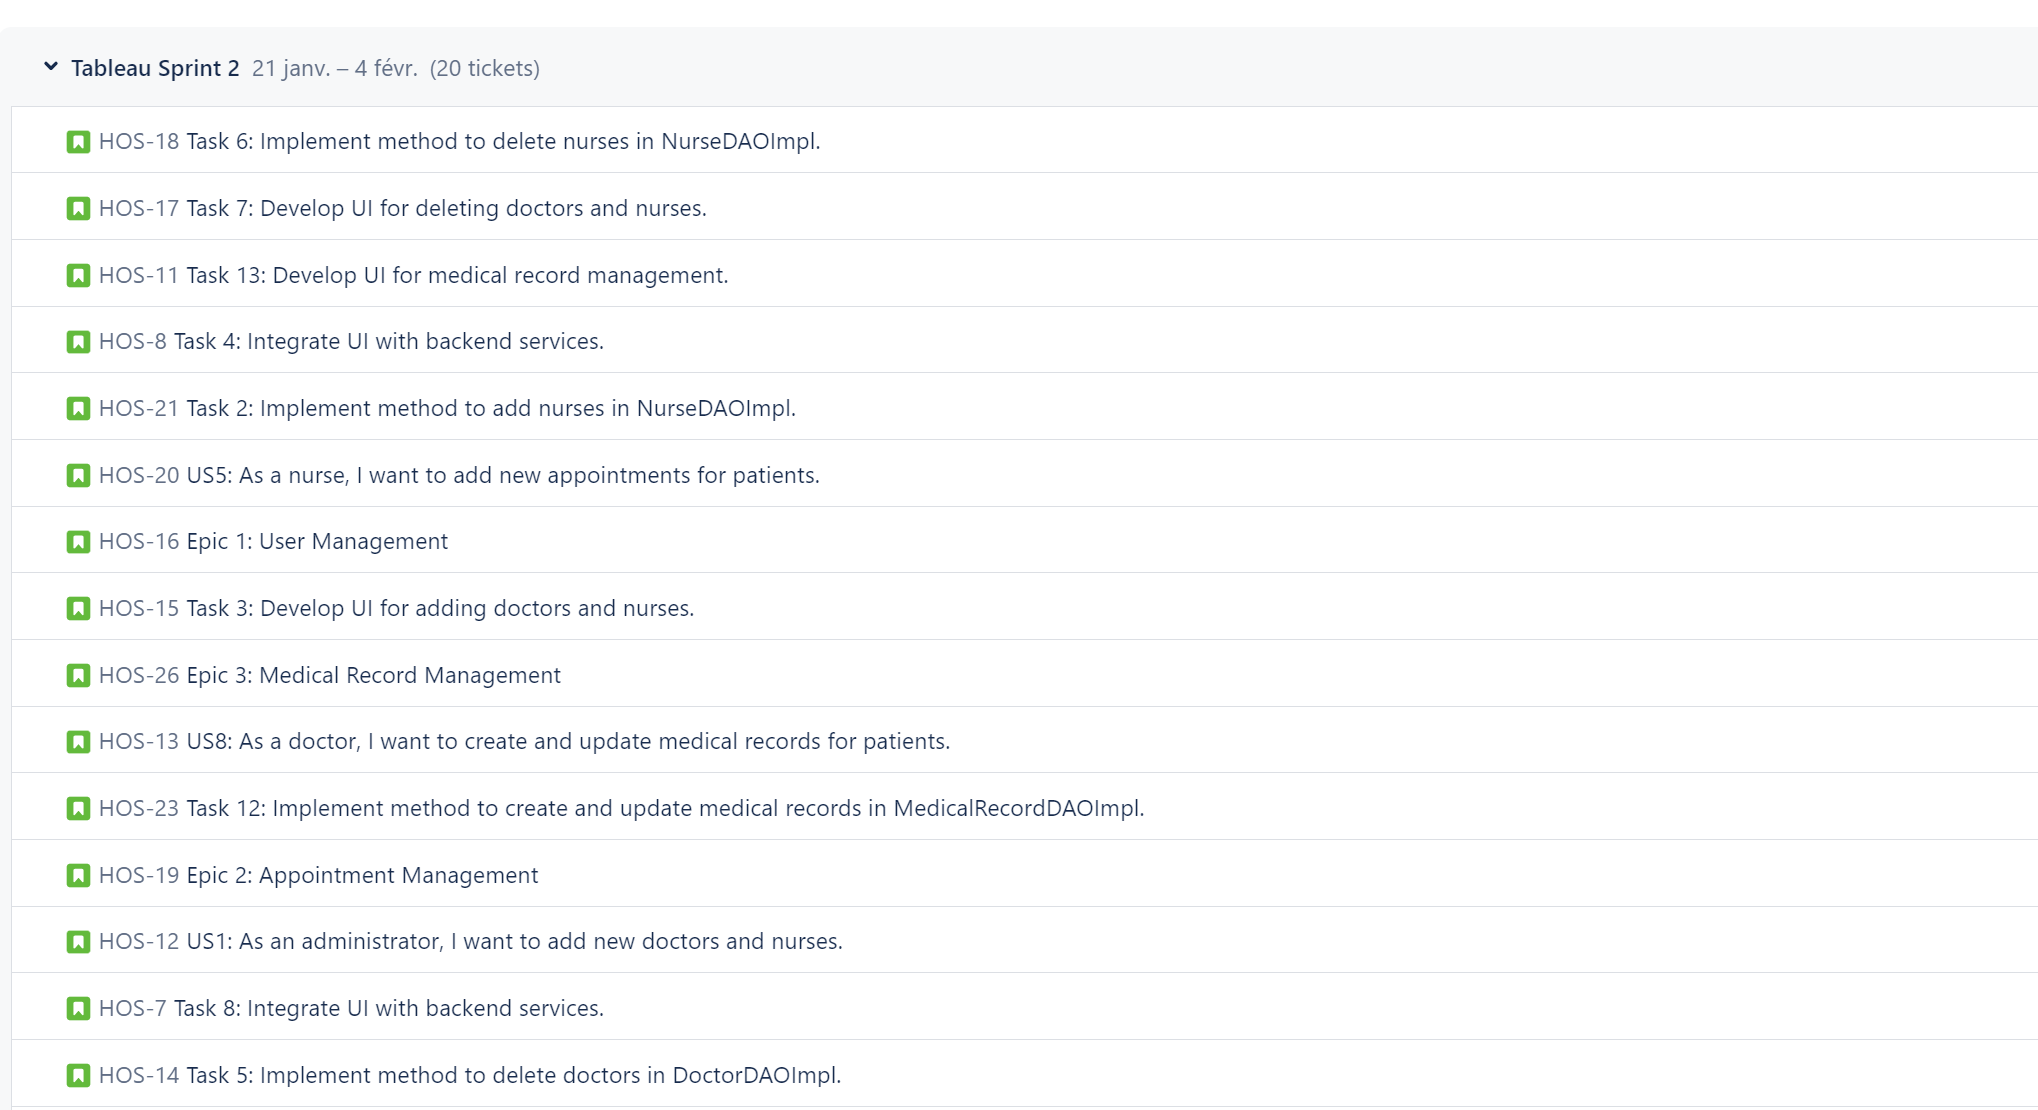 Tableau Sprint 2 21 janv. – 4 févr. (20 tickets)
HOS-18 Task 6: Implement method to delete nurses in NurseDAOImpl.
HOS-17 Task 7: Develop UI for deleting doctors and nurses.
HOS-11 Task 13: Develop UI for medical record management.
HOS-8 Task 4: Integrate UI with backend services.
HOS-21 Task 2: Implement method to add nurses in NurseDAOImpl.
HOS-20 US5: As a nurse, I want to add new appointments for patients.
HOS-16 Epic 1: User Management
HOS-15 Task 3: Develop UI for adding doctors and nurses.
HOS-26 Epic 3: Medical Record Management
HOS-13 US8: As a doctor, I want to create and update medical records for patients.
HOS-23 Task 12: Implement method to create and update medical records in MedicalRecordDAOImpl.
HOS-19 Epic 2: Appointment Management
HOS-12 US1: As an administrator, I want to add new doctors and nurses.
HOS-7 Task 8: Integrate UI with backend services.
HOS-14 Task 5: Implement method to delete doctors in DoctorDAOImpl.